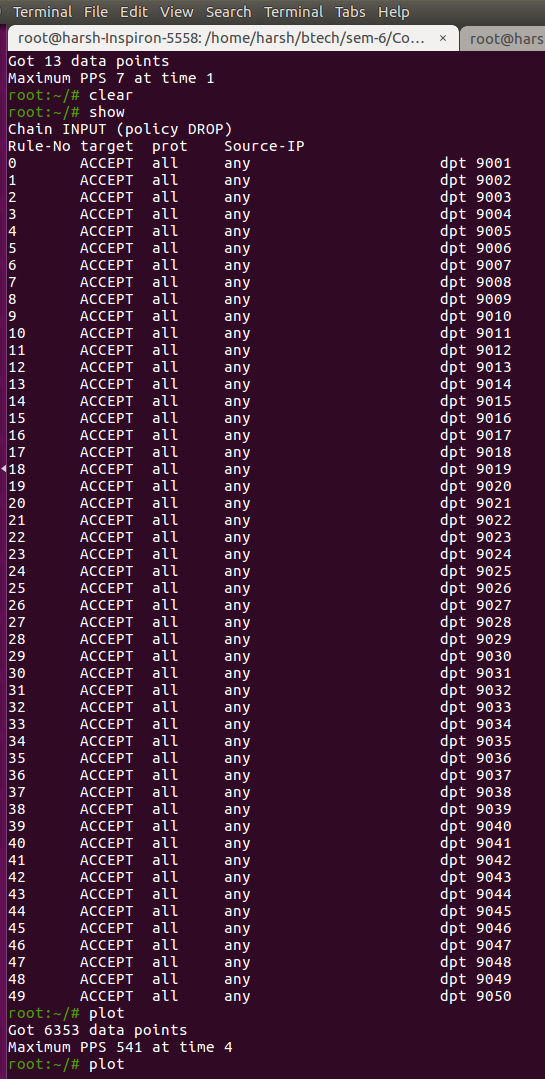 Terminal File Edit View Search Terminal Tabs Help
root@harsh-Inspiron-5558: /home/harsh/btech/sem-6/Co... × root@hars
Got 13 data points
Maximum PPS 7 at time 1
root:~/# clear
root:~/# show
Chain INPUT (policy DROP)
Rule-No target prot Source-IP
0 ACCEPT all any dpt 9001
1 ACCEPT all any dpt 9002
2 ACCEPT all any dpt 9003
3 ACCEPT all any dpt 9004
4 ACCEPT all any dpt 9005
5 ACCEPT all any dpt 9006
6 ACCEPT all any dpt 9007
7 ACCEPT all any dpt 9008
8 ACCEPT all any dpt 9009
9 ACCEPT all any dpt 9010
10 ACCEPT all any dpt 9011
11 ACCEPT all any dpt 9012
12 ACCEPT all any dpt 9013
13 ACCEPT all any dpt 9014
14 ACCEPT all any dpt 9015
15 ACCEPT all any dpt 9016
16 ACCEPT all any dpt 9017
17 ACCEPT all any dpt 9018
18 ACCEPT all any dpt 9019
19 ACCEPT all any dpt 9020
20 ACCEPT all any dpt 9021
21 ACCEPT all any dpt 9022
22 ACCEPT all any dpt 9023
23 ACCEPT all any dpt 9024
24 ACCEPT all any dpt 9025
25 ACCEPT all any dpt 9026
26 ACCEPT all any dpt 9027
27 ACCEPT all any dpt 9028
28 ACCEPT all any dpt 9029
29 ACCEPT all any dpt 9030
30 ACCEPT all any dpt 9031
31 ACCEPT all any dpt 9032
32 ACCEPT all any dpt 9033
33 ACCEPT all any dpt 9034
34 ACCEPT all any dpt 9035
35 ACCEPT all any dpt 9036
36 ACCEPT all any dpt 9037
37 ACCEPT all any dpt 9038
38 ACCEPT all any dpt 9039
39 ACCEPT all any dpt 9040
40 ACCEPT all any dpt 9041
41 ACCEPT all any dpt 9042
42 ACCEPT all any dpt 9043
43 ACCEPT all any dpt 9044
44 ACCEPT all any dpt 9045
45 ACCEPT all any dpt 9046
46 ACCEPT all any dpt 9047
47 ACCEPT all any dpt 9048
48 ACCEPT all any dpt 9049
49 ACCEPT all any dpt 9050
root:~/# plot
Got 6353 data points
Maximum PPS 541 at time 4
root:~/# plot